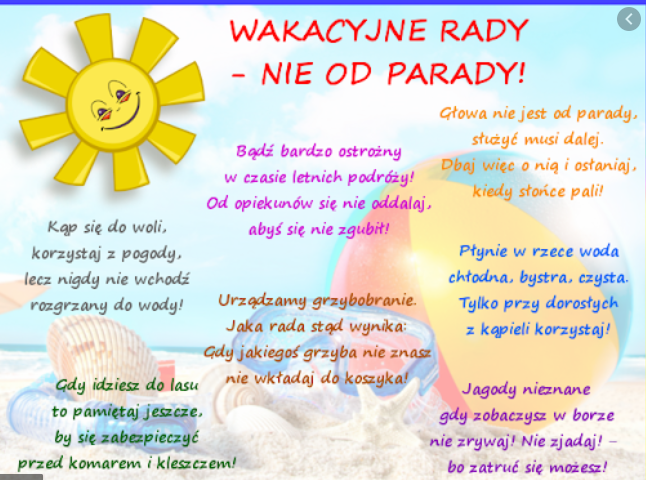 WAKACYJNE RADY
- NIE OD PARADY!
Głowa nie jest od parady,
służyć musi dalej.
Dbaj więc o nią i osłaniaj,
kiedy słońce pali!
Bądź bardzo ostrożny
w czasie letnich podróży!
Od opiekunów się nie oddalaj,
abyś się nie zgubił!
Kąp się do woli,
korzystaj z pogody,
lecz nigdy nie wchodź
rozgrzany do wody!
Płynie w rzece woda
chłodna, bystra, czysta.
Tylko przy dorosłych
z kąpieli korzystaj!
Urządzamy grzybobranie.
Jaka rada stąd wynika:
Gdy jakiegoś grzyba nie znasz
nie wkładaj do koszyka!
Gdy idziesz do lasu
to pamiętaj jeszcze,
by się zabezpieczyć
przed komarem i kleszczem!
Jagody nieznane
gdy zobaczysz w borze
nie zrywaj! Nie zjadaj! –
bo zatruć się możesz!